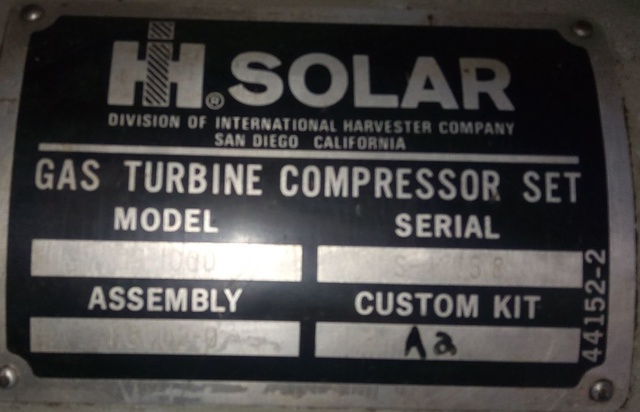 IH® SOLAR
DIVISION OF INTERNATIONAL HARVESTER COMPANY
SAN DIEGO CALIFORNIA
GAS TURBINE COMPRESSOR SET
MODEL SERIAL
ASSEMBLY CUSTOM KIT
Aa
44152-2